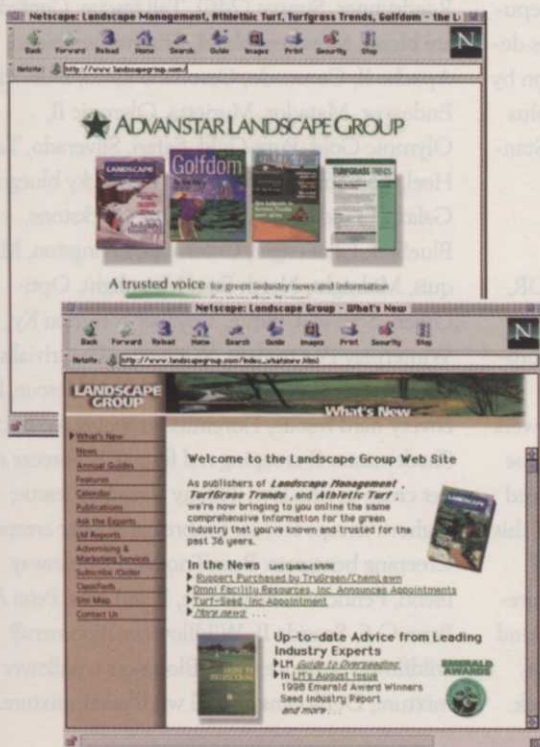 Netscape: Landscape Management, Athletic Turf, Turfgrass Trends, Golfdom - the L
Back Forward Reload Home Search Guide Images Print Security Stop
N
Netsite: http://www.landscapegroup.com/
ADVANSTAR LANDSCAPE GROUP
LANDSCAPE
Golfdom
TURFGRASS TRENDS
A trusted voice for green industry news and information
Netscape: Landscape Group - What's New
Back Forward Reload Home Search Guide Images Print Security Stop
N
Netsite: http://www.landscapegroup.com/index_whatsnew.html
LANDSCAPE
GROUP
What's New
What's New
News
Annual Guides
Features
Calendar
Publications
Ask the Experts
LM Reports
Advertising &
Marketing Services
Subscribe/Order
Classifieds
Site Map
Contact Us
Welcome to the Landscape Group Web Site
As publishers of Landscape Management,
TurfGrass Trends, and Athletic Turf
we're now bringing to you online the same
comprehensive information for the green
industry that you've known and trusted for the
past 36 years.
In the News Last Updated
Ruppert Purchased by TruGreen/ChemLawn
Omni Facility Resources, Inc. Announces Appointments
Turf-Seed, Inc Appointment
More news ...
Up-to-date Advice from Leading
Industry Experts
LM Guide to Overseeding
In LM's August Issue
1998 Emerald Award Winners
Seed Industry Report
and more.
EMERALD
AWARDS